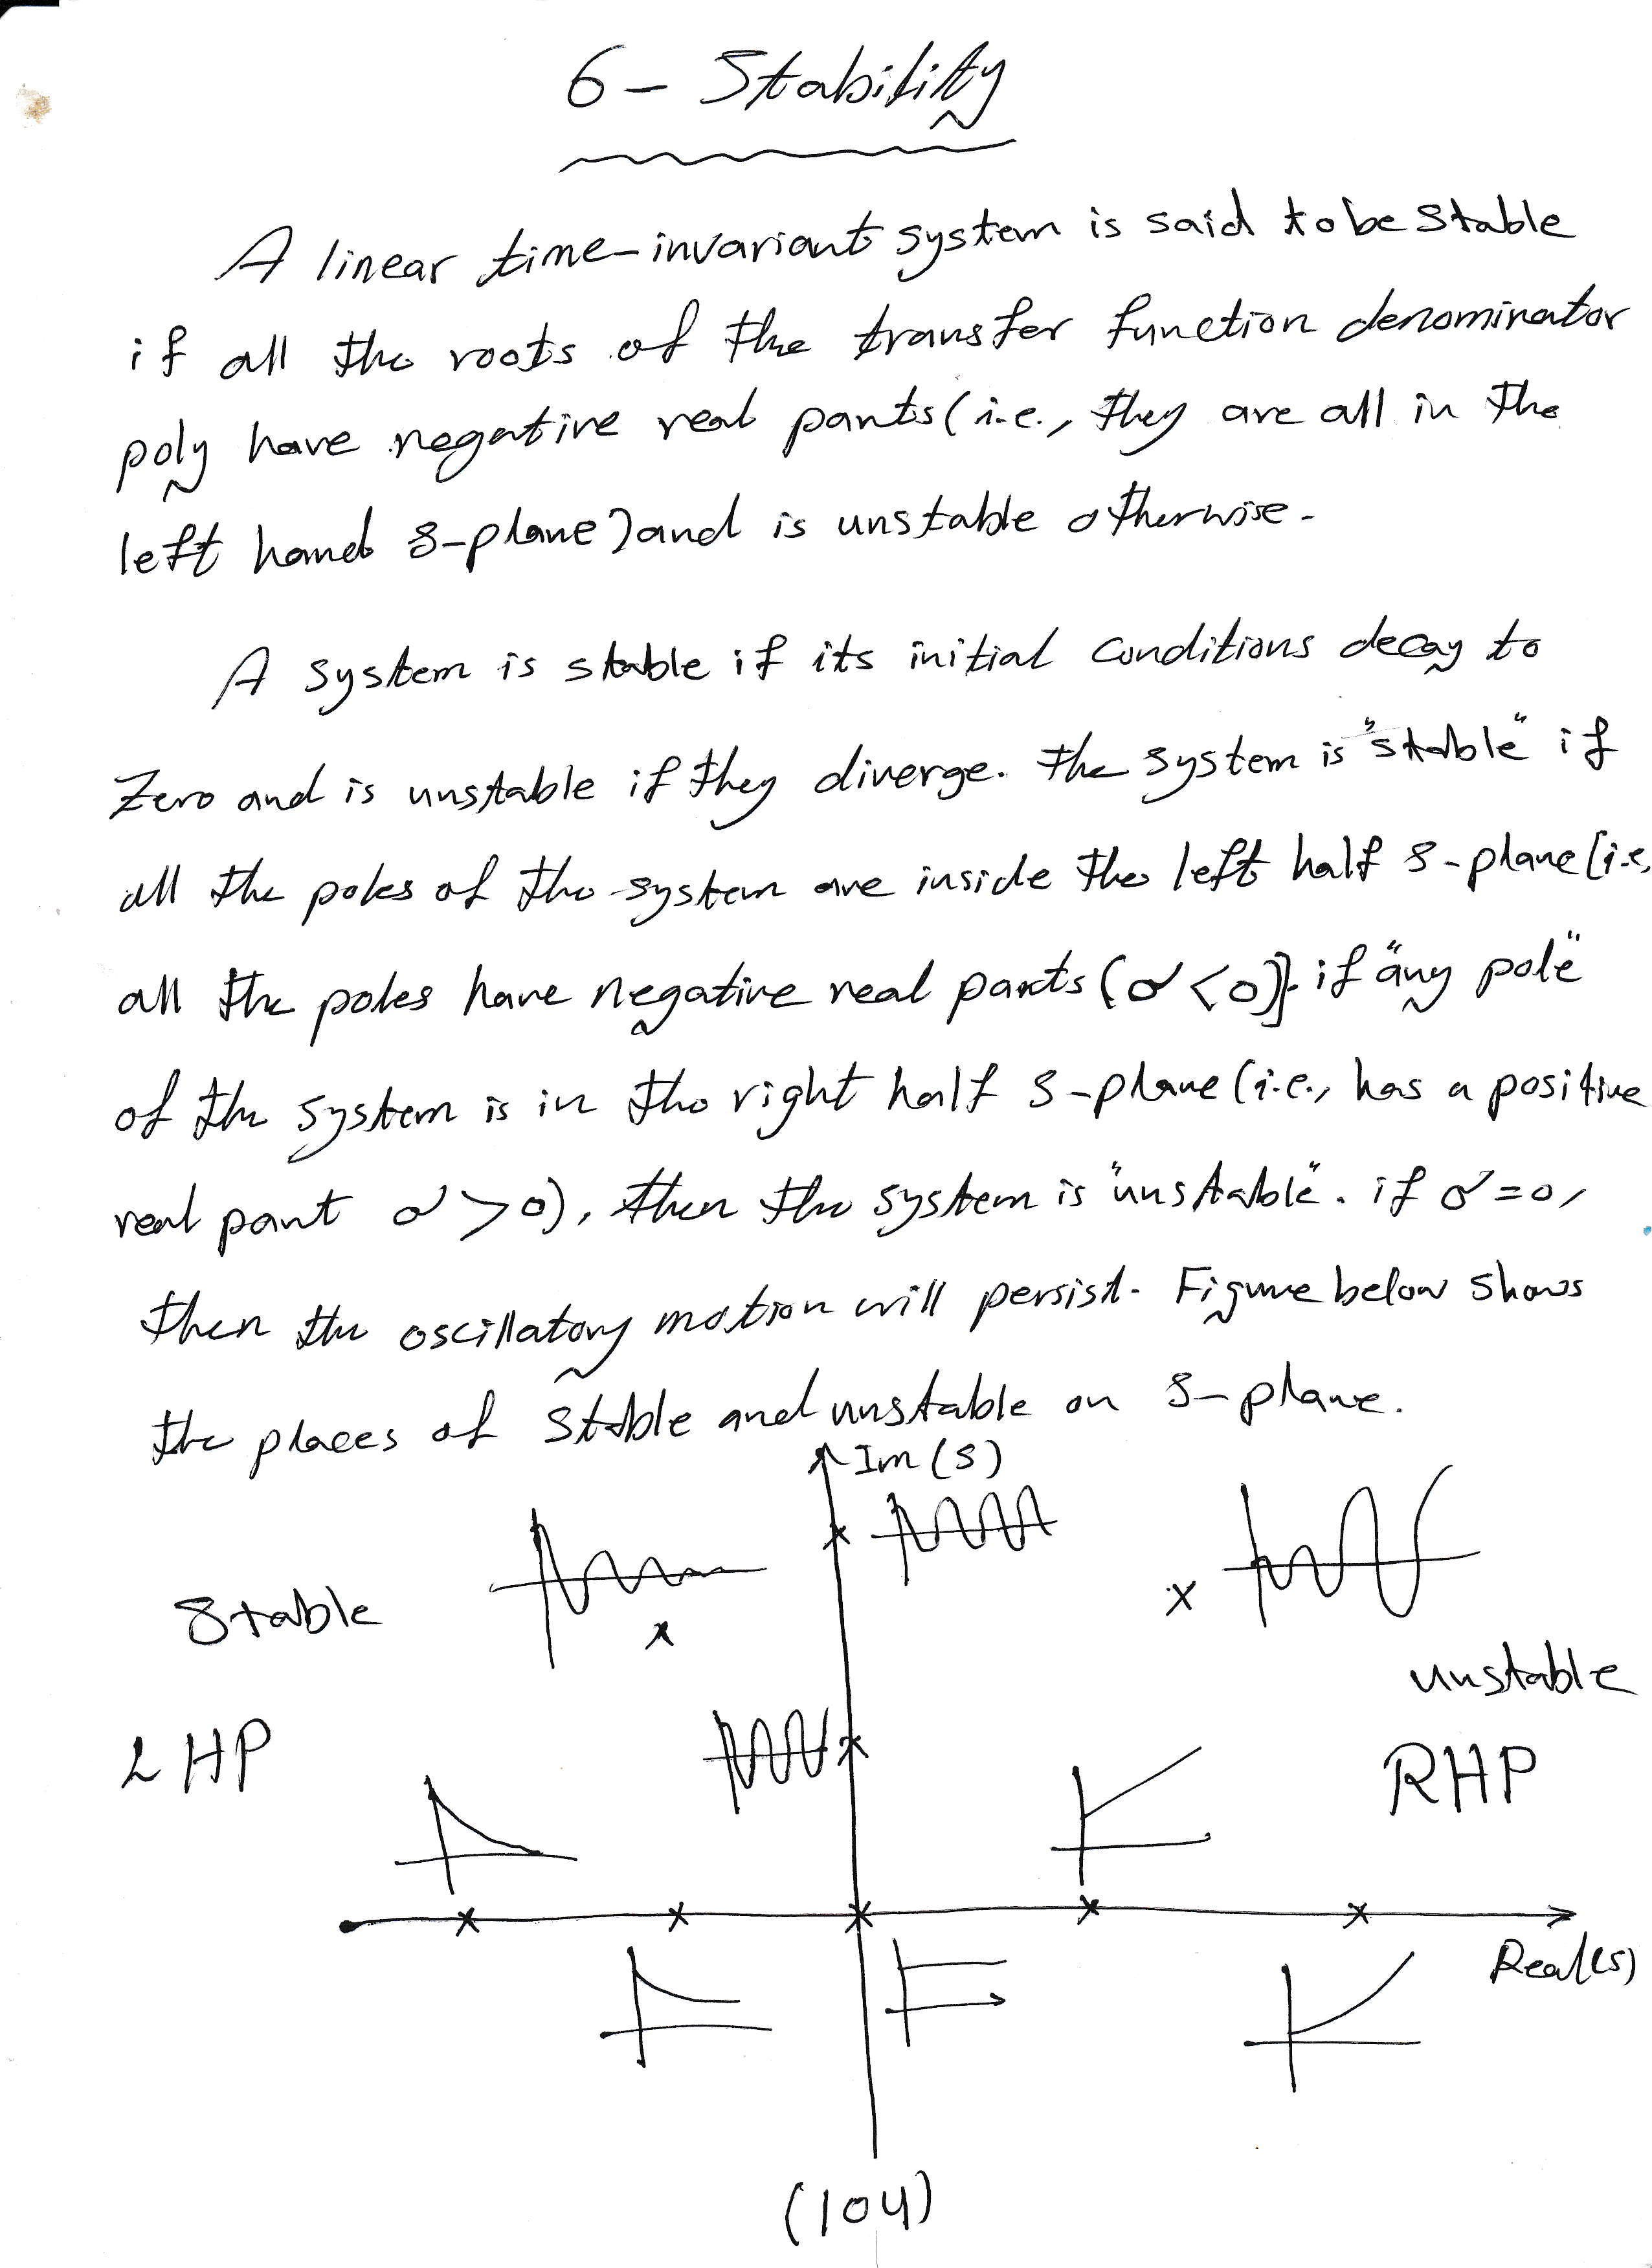 6- Stability
A linear time-invariant system is said to be stable
if all the roots of the transfer function denominator
poly have negative real parts (i.e., they are all in the
left hand s-plane) and is unstable otherwise.
A system is stable if its initial conditions decay to
Zero and is unstable if they diverge. The system is "stable" if
all the poles of the system are inside the left half s-plane (i.e,
all the poles have negative real parts (σ<0)]. if "any pole"
of the system is in the right half s-plane (i.e., has a positive
real part σ>0), then the system is "unstable". if σ=0,
then the oscillatory motion will persist. Figure below shows
the places of stable and unstable on s-plane.
Im(s)
Stable
unstable
LHP
RHP
Real(s)
(104)